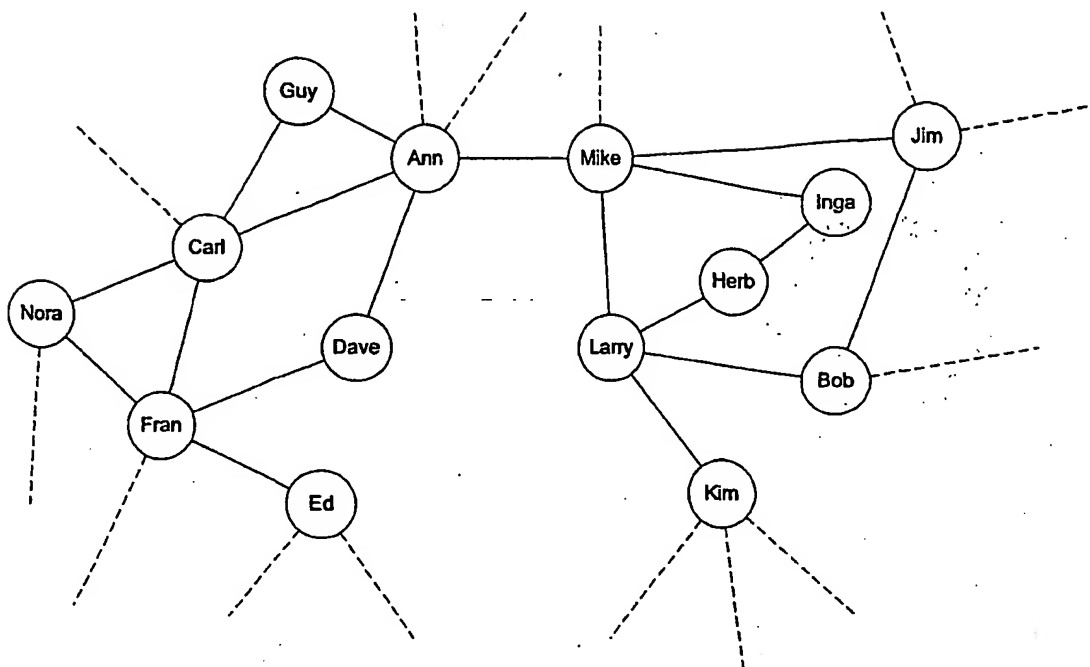 Guy
Ann
Mike
Jim
Inga
Carl
Herb
Nora
Dave
Larry
Bob
Fran
Ed
Kim